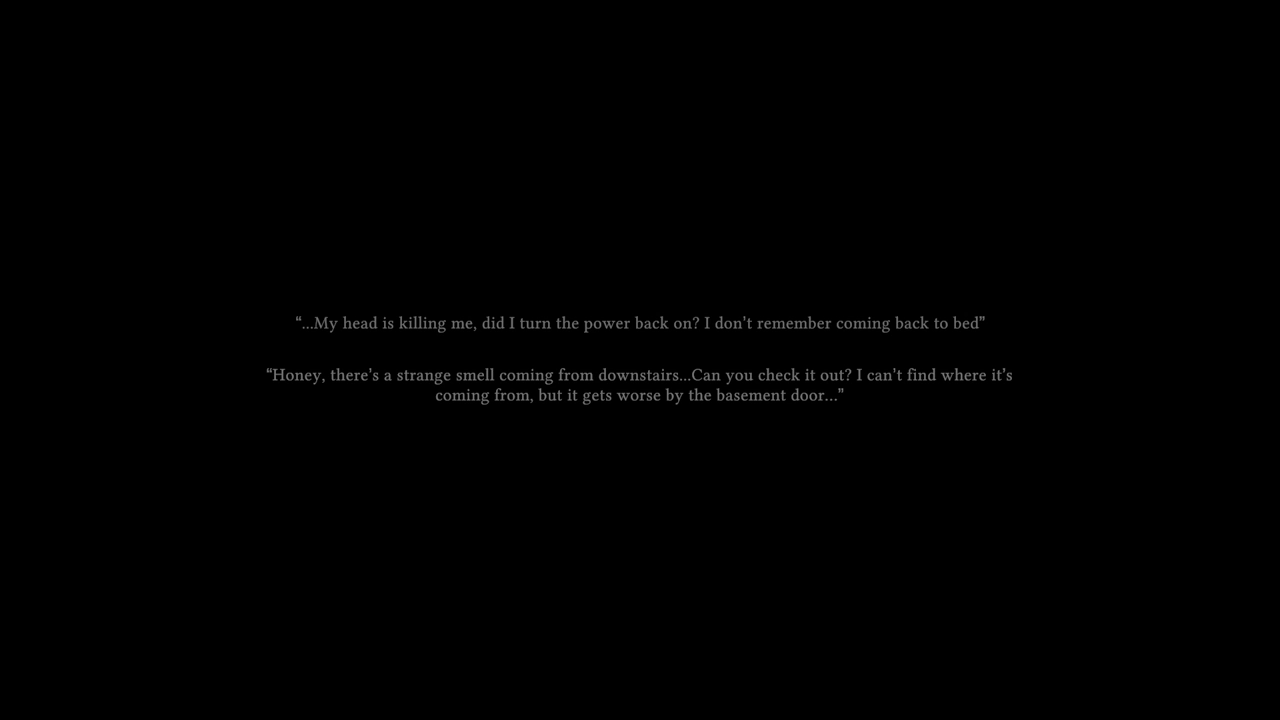 “...My head is killing me, did I turn the power back on? I don’t remember coming back to bed”
“Honey, there’s a strange smell coming from downstairs...Can you check it out? I can’t find where it’s
coming from, but it gets worse by the basement door...”